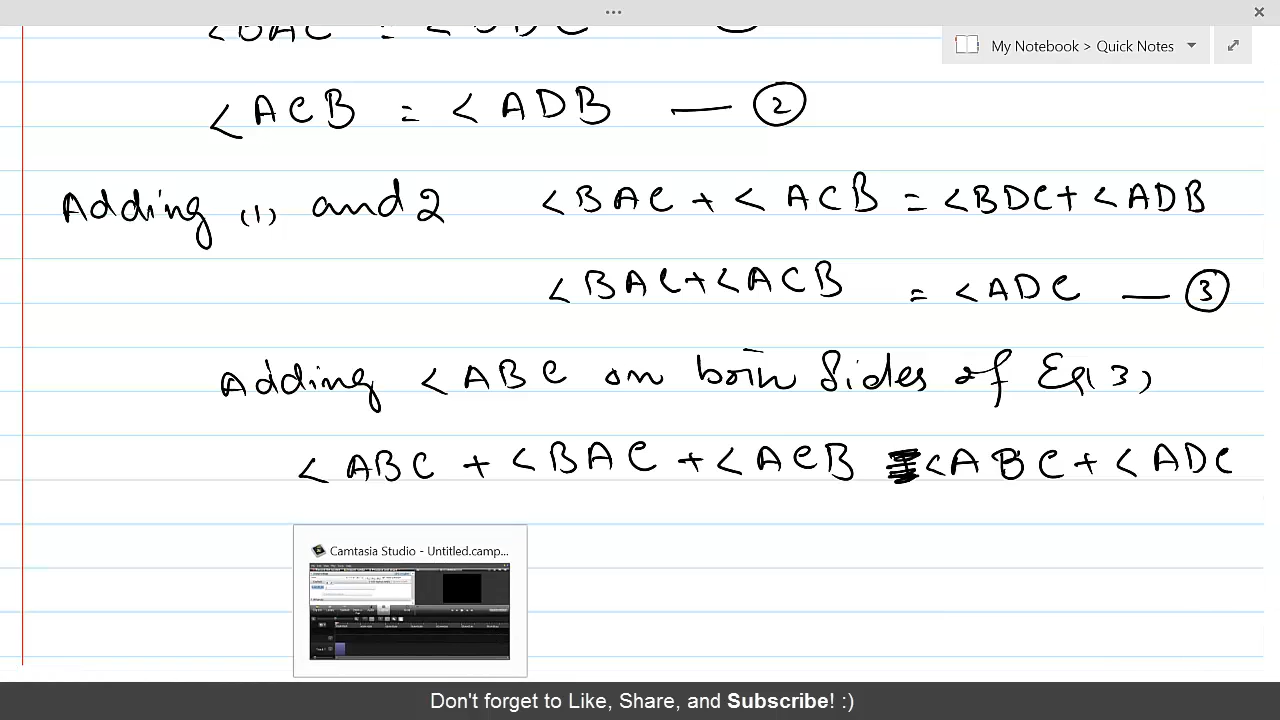 My Notebook > Quick Notes
<BAC = <BDC
<ACB = <ADB — ②
Adding (1) and 2 <BAC + <ACB = <BDC + <ADB
<BAC + <ACB = <ADC — ③
Adding <ABC on both Sides of Eq(3)
<ABC + <BAC + <ACB = <ABC + <ADC
Camtasia Studio - Untitled.camp...
Don't forget to Like, Share, and Subscribe! :)